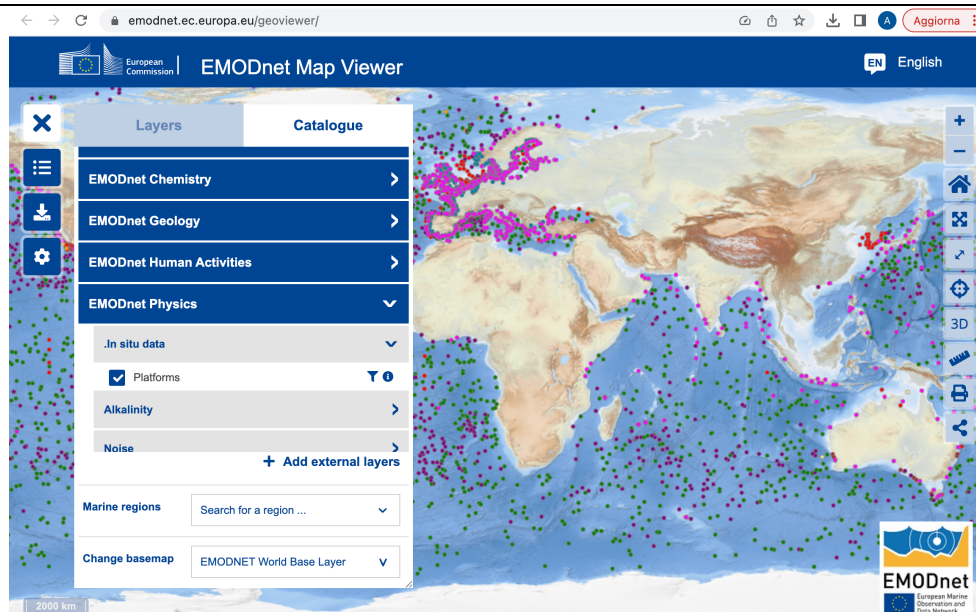 emodnet.ec.europa.eu/geoviewer/
A
Aggiorna
European
Commission
EMODnet Map Viewer
EN English
Layers
Catalogue
EMODnet Chemistry
EMODnet Geology
EMODnet Human Activities
EMODnet Physics
.In situ data
Platforms
Alkalinity
Noise
+ Add external layers
Marine regions
Search for a region ...
Change basemap
EMODNET World Base Layer
3D
2000 km
EMODnet
European Marine
Observation and
Data Network